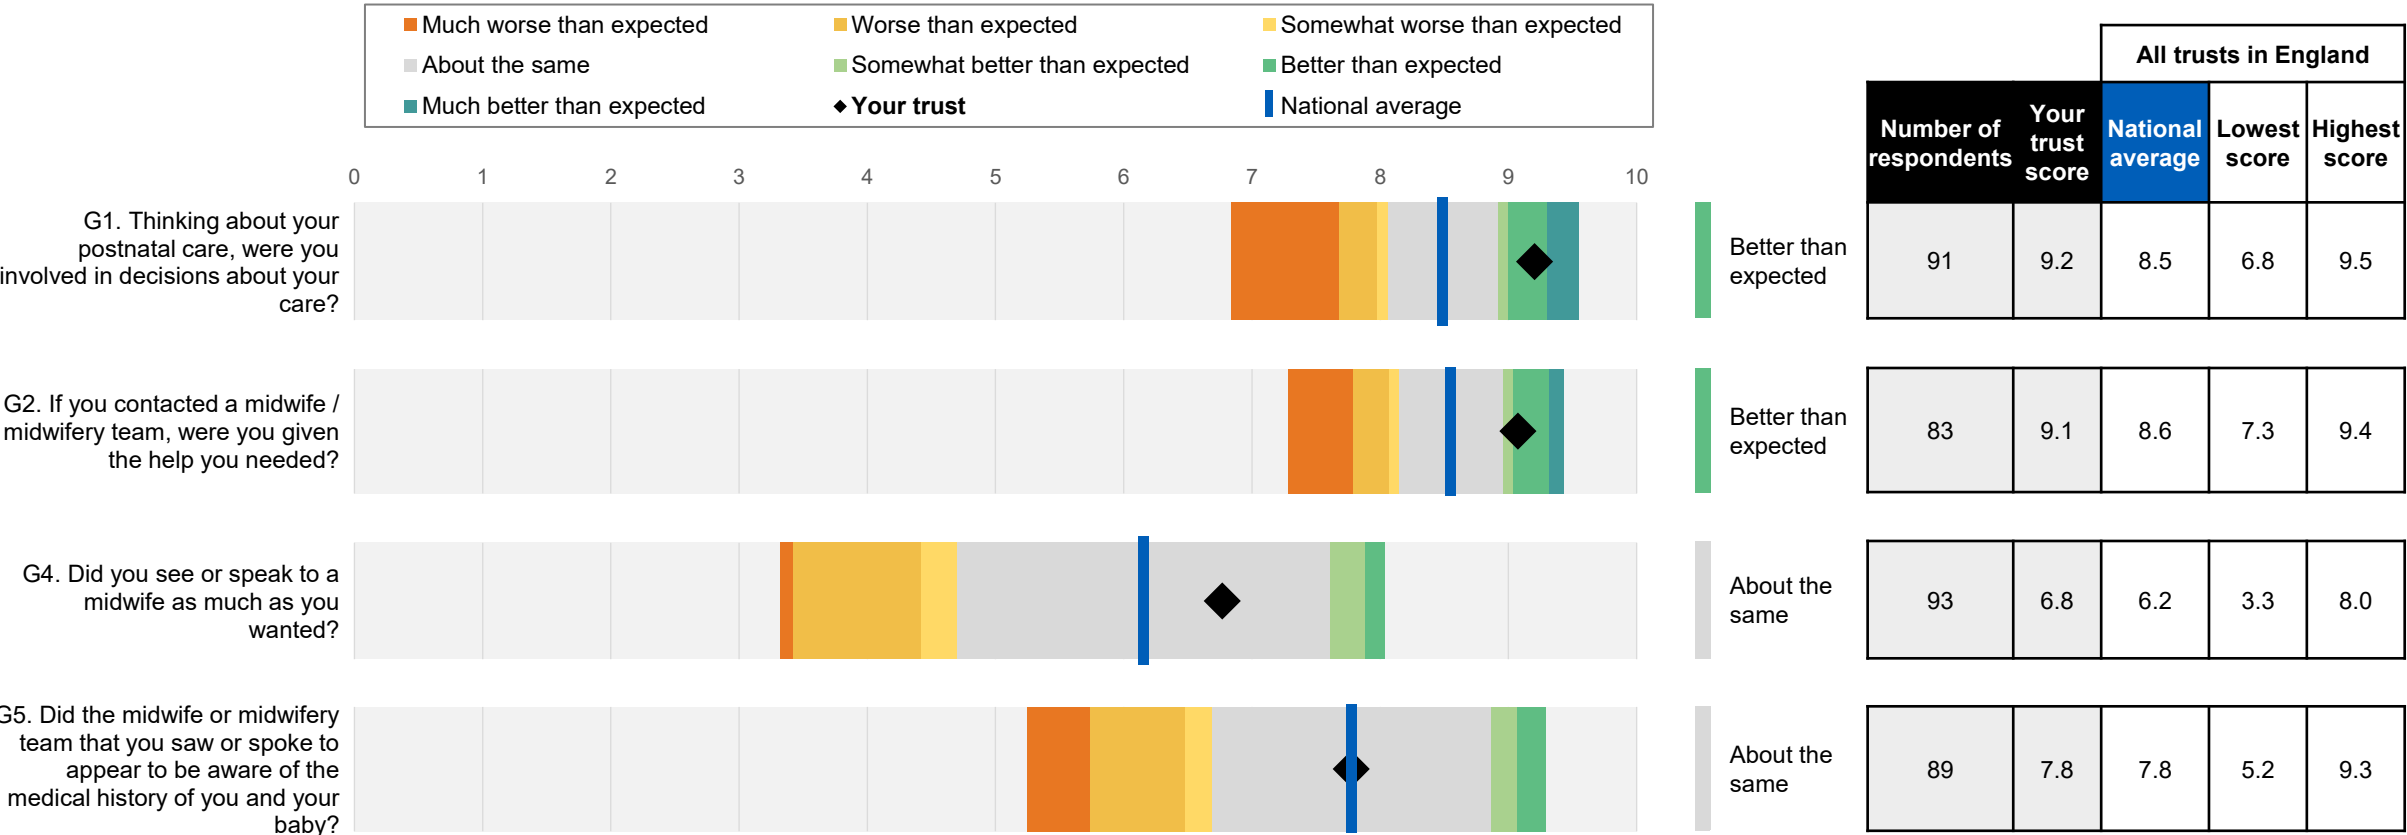 Much worse than expected
Worse than expected
Somewhat worse than expected
About the same
Somewhat better than expected
Better than expected
Much better than expected
Your trust
National average
All trusts in England
Number of
respondents
Your
trust
score
National
average
Lowest
score
Highest
score
0 1 2 3 4 5 6 7 8 9 10
G1. Thinking about your
postnatal care, were you
involved in decisions about your
care?
Better than
expected
91 9.2 8.5 6.8 9.5
G2. If you contacted a midwife /
midwifery team, were you given
the help you needed?
Better than
expected
83 9.1 8.6 7.3 9.4
G4. Did you see or speak to a
midwife as much as you
wanted?
About the
same
93 6.8 6.2 3.3 8.0
G5. Did the midwife or midwifery
team that you saw or spoke to
appear to be aware of the
medical history of you and your
baby?
About the
same
89 7.8 7.8 5.2 9.3